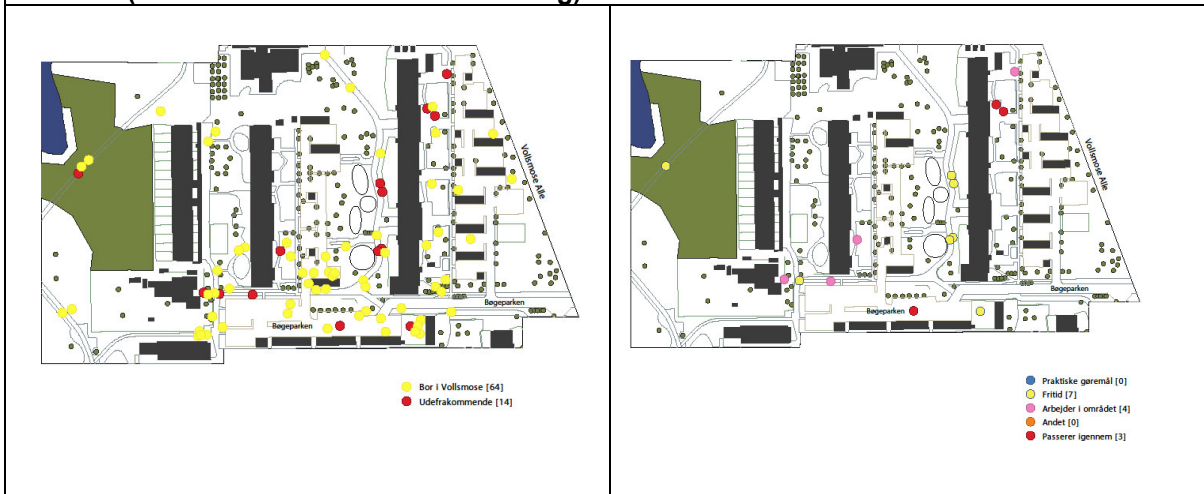 Vollsmose Alle
Bøgeparken
Bøgeparken
Bor i Vollsmose [64]
Udefrakommende [14]
Vollsmose Alle
Bøgeparken
Bøgeparken
Praktiske gøremål [0]
Fritid [7]
Arbejder i området [4]
Andet [0]
Passerer igennem [3]